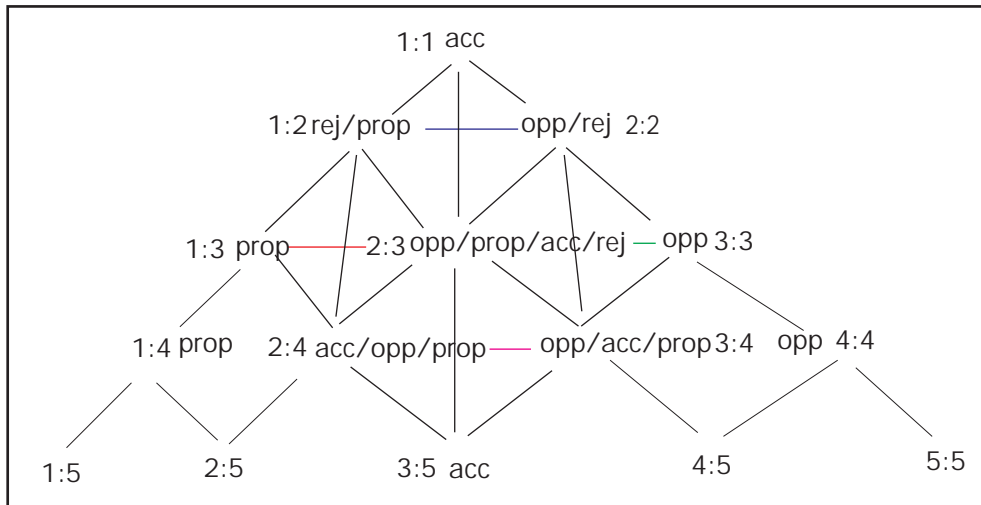 1:1 acc
1:2 rej/prop opp/rej 2:2
1:3 prop 2:3 opp/prop/acc/rej opp 3:3
1:4 prop 2:4 acc/opp/prop opp/acc/prop 3:4 opp 4:4
1:5 2:5 3:5 acc 4:5 5:5